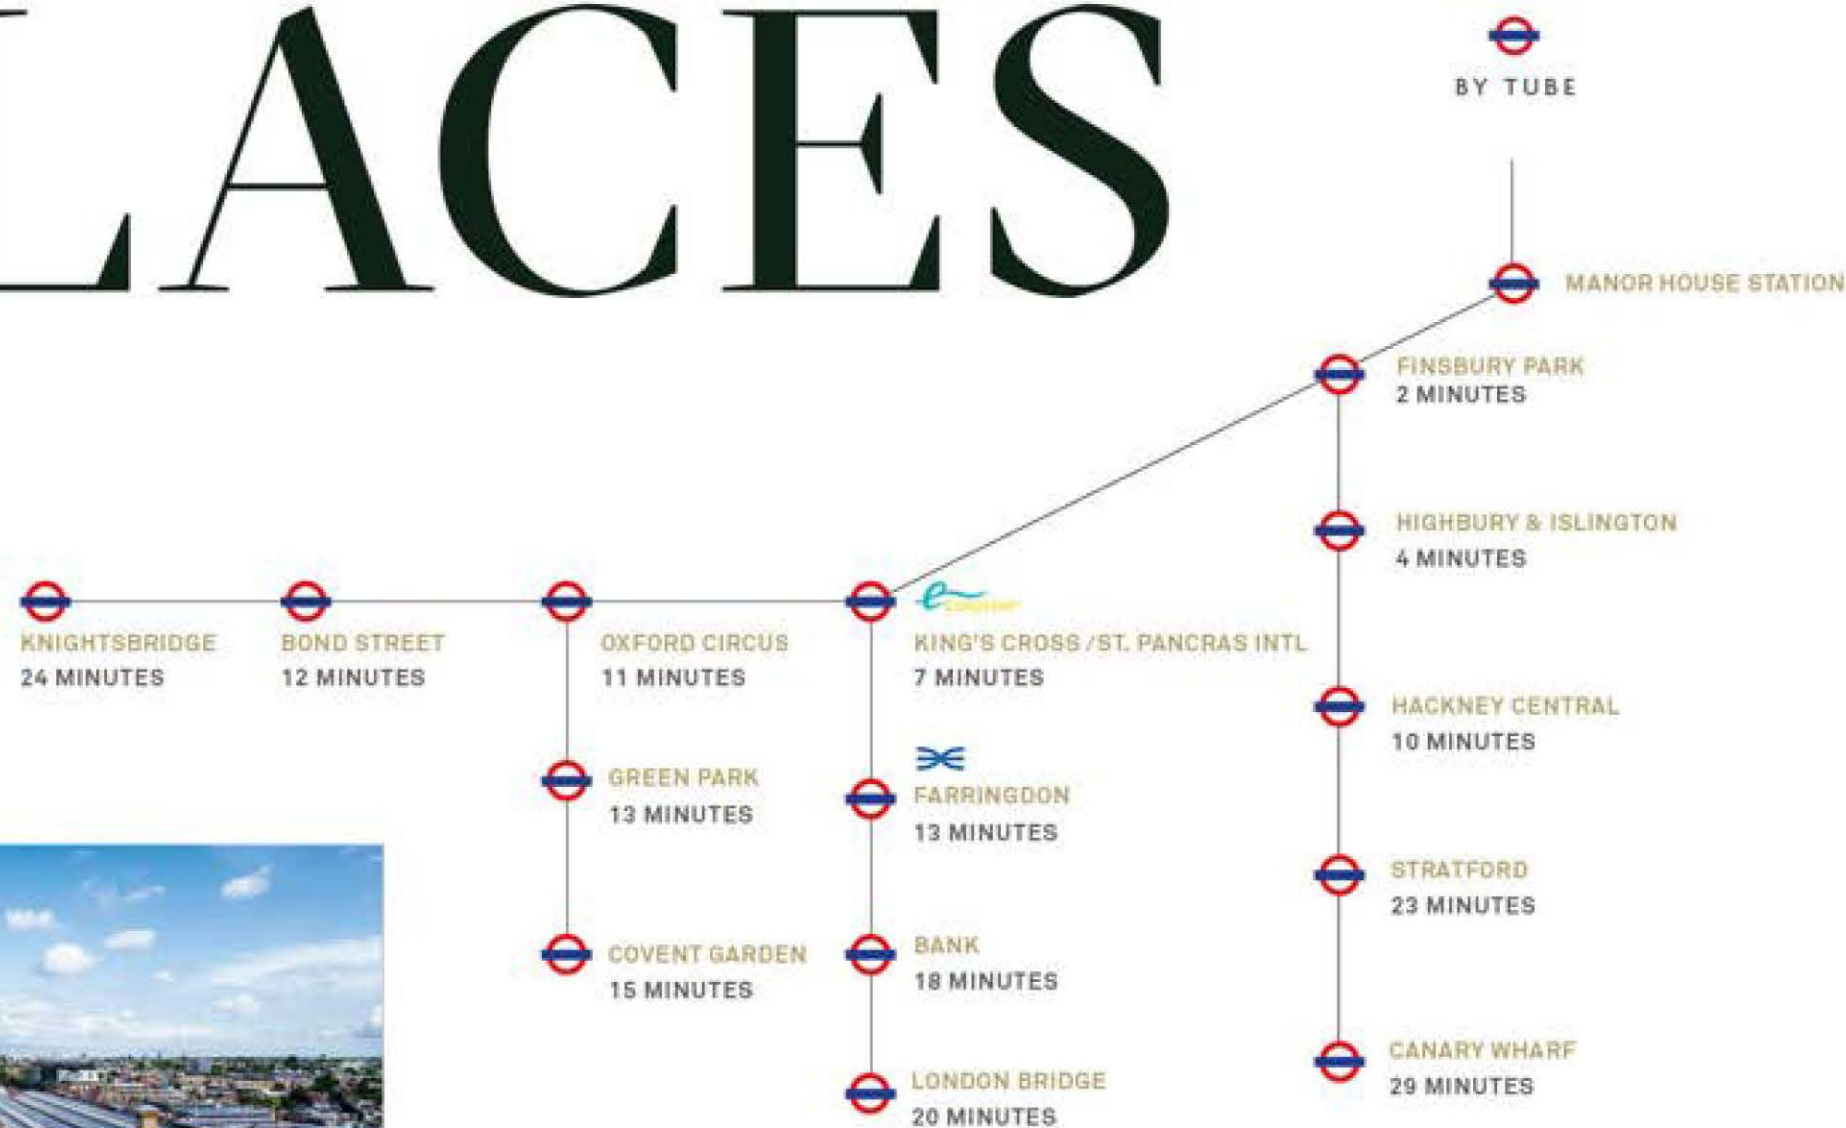 LACES
BY TUBE
MANOR HOUSE STATION
FINSBURY PARK
2 MINUTES
HIGHBURY & ISLINGTON
4 MINUTES
KNIGHTSBRIDGE
24 MINUTES
BOND STREET
12 MINUTES
OXFORD CIRCUS
11 MINUTES
KING'S CROSS / ST. PANCRAS INTL
7 MINUTES
HACKNEY CENTRAL
10 MINUTES
GREEN PARK
13 MINUTES
FARRINGDON
13 MINUTES
STRATFORD
23 MINUTES
COVENT GARDEN
15 MINUTES
BANK
18 MINUTES
CANARY WHARF
29 MINUTES
LONDON BRIDGE
20 MINUTES